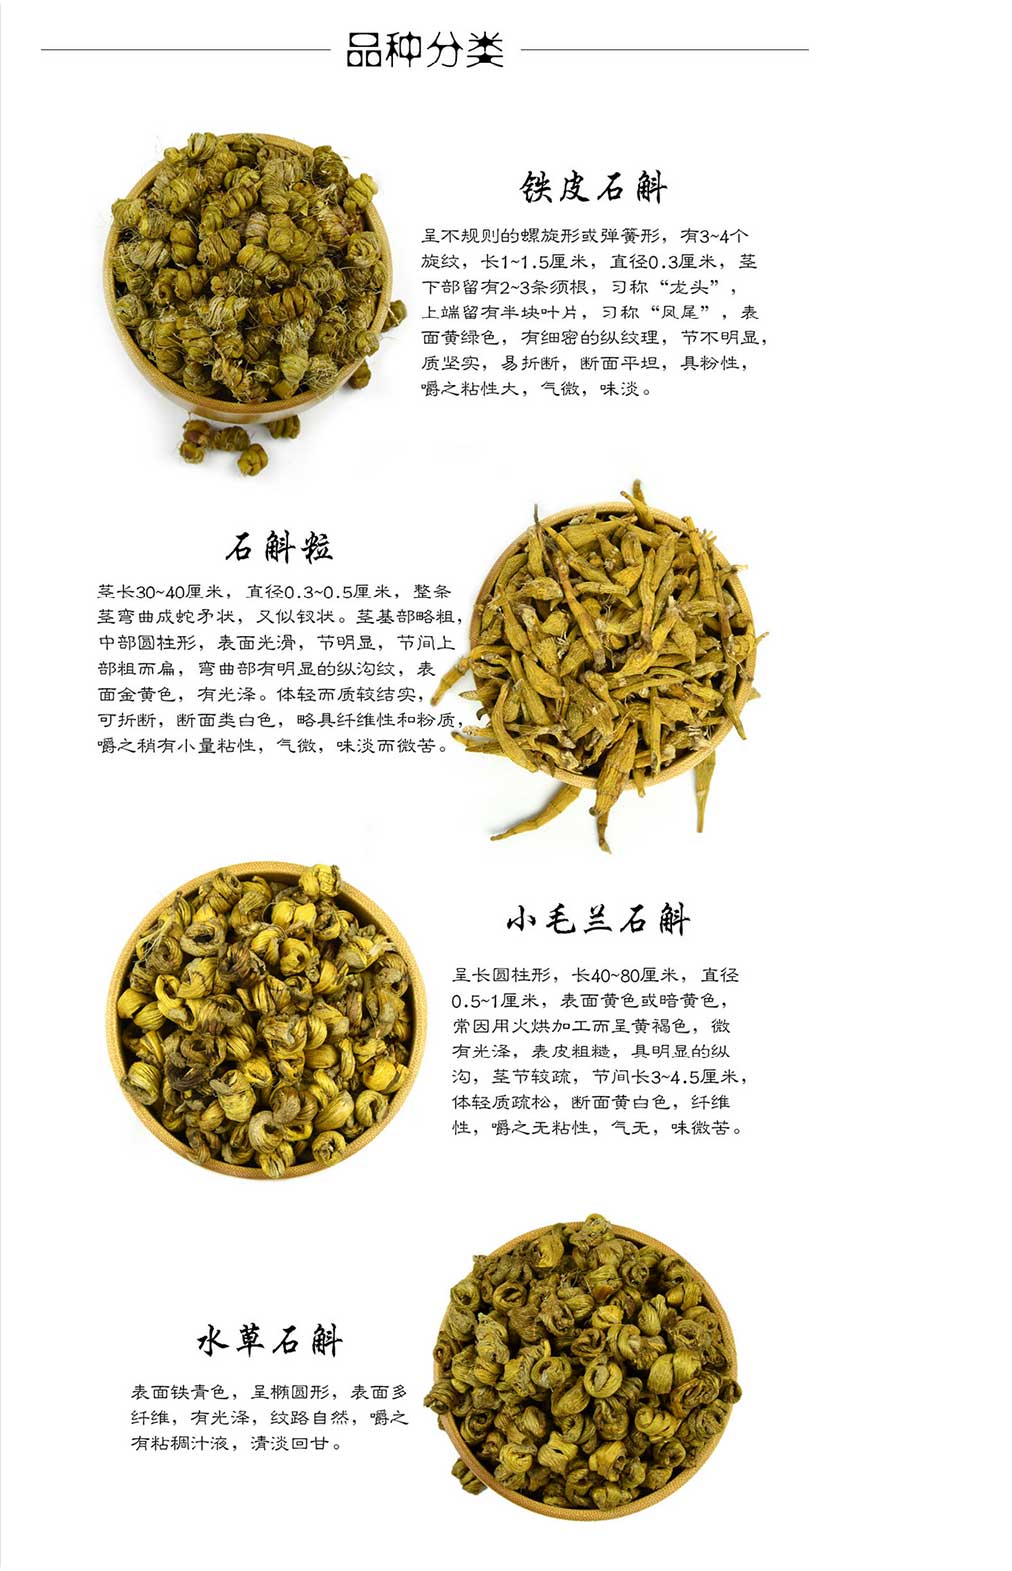 品种分类
铁皮石斛
呈不规则的螺旋形或弹簧形，有3~4个
旋纹，长1~1.5厘米，直径0.3厘米，茎
下部留有2~3条须根，习称“龙头”，
上端留有半块叶片，习称“凤尾”，表
面黄绿色，有细密的纵纹理，节不明显，
质坚实，易折断，断面平坦，具粉性，
嚼之粘性大，气微，味淡。
石斛粒
茎长30~40厘米，直径0.3~0.5厘米，整条
茎弯曲成蛇矛状，又似钗状。茎基部略粗，
中部圆柱形，表面光滑，节明显，节间上
部粗而扁，弯曲部有明显的纵沟纹，表
面金黄色，有光泽。体轻而质较结实，
可折断，断面类白色，略具纤维性和粉质，
嚼之稍有小量粘性，气微，味淡而微苦。
小毛兰石斛
呈长圆柱形，长40~80厘米，直径
0.5~1厘米，表面黄色或暗黄色，
常因用火烘加工而呈黄褐色，微
有光泽，表皮粗糙，具明显的纵
沟，茎节较疏，节间长3~4.5厘米，
体轻质疏松，断面黄白色，纤维
性，嚼之无粘性，气无，味微苦。
水草石斛
表面铁青色，呈椭圆形，表面多
纤维，有光泽，纹路自然，嚼之
有粘稠汁液，清淡回甘。